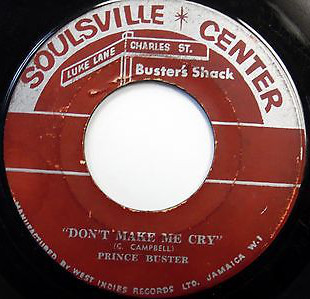 SOULSVILLE CENTER
LUKE LANE
CHARLES ST.
Buster's Shack
"DON'T MAKE ME CRY"
(C. CAMPBELL)
PRINCE BUSTER
MANUFACTURED BY WEST INDIES RECORDS LTD. JAMAICA W.I